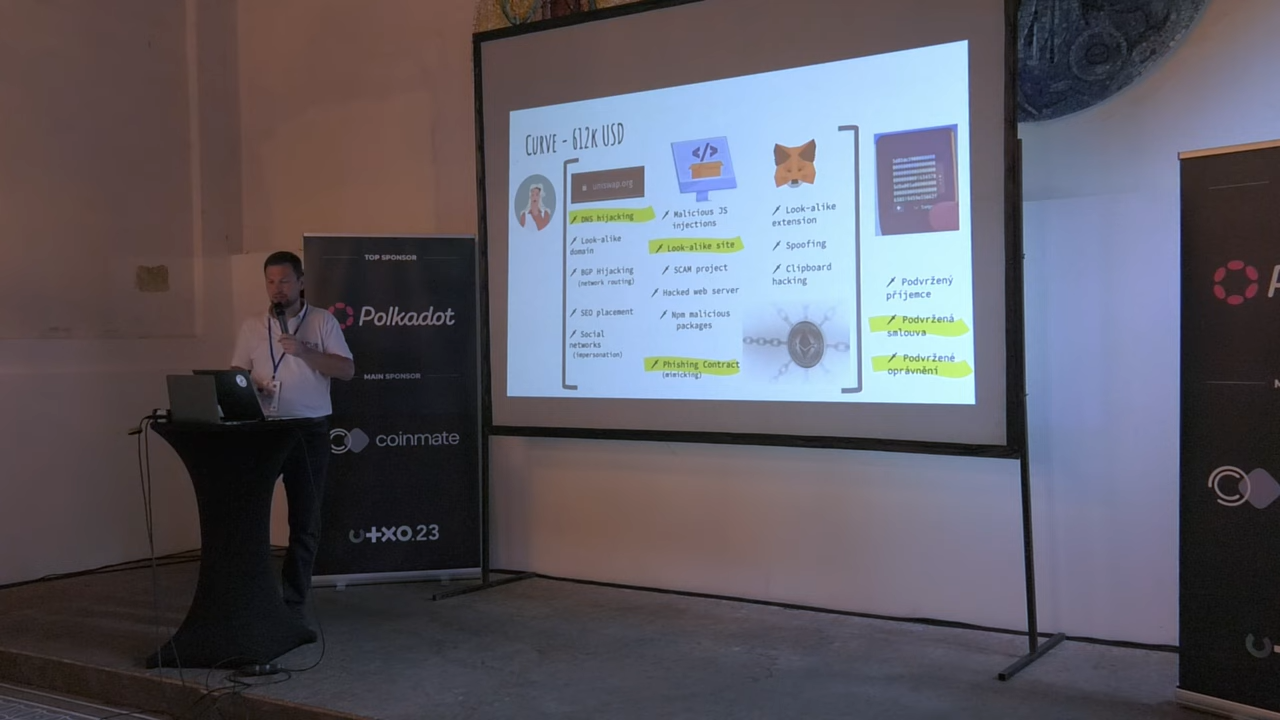 TOP SPONSOR
Polkadot
MAIN SPONSOR
coinmate
UTXO.23
CURVE - 612K USD
uniswap.org
DNS hijacking
Look-alike
domain
BGP Hijacking
(network routing)
SEO placement
Social
networks
(impersonation)
</>
Malicious JS
injections
Look-alike site
SCAM project
Hacked web server
Npm malicious
packages
Phishing Contract
(mimicking)
Look-alike
extension
Spoofing
Clipboard
hacking
Podvržený
příjemce
Podvržená
smlouva
Podvržené
oprávnění